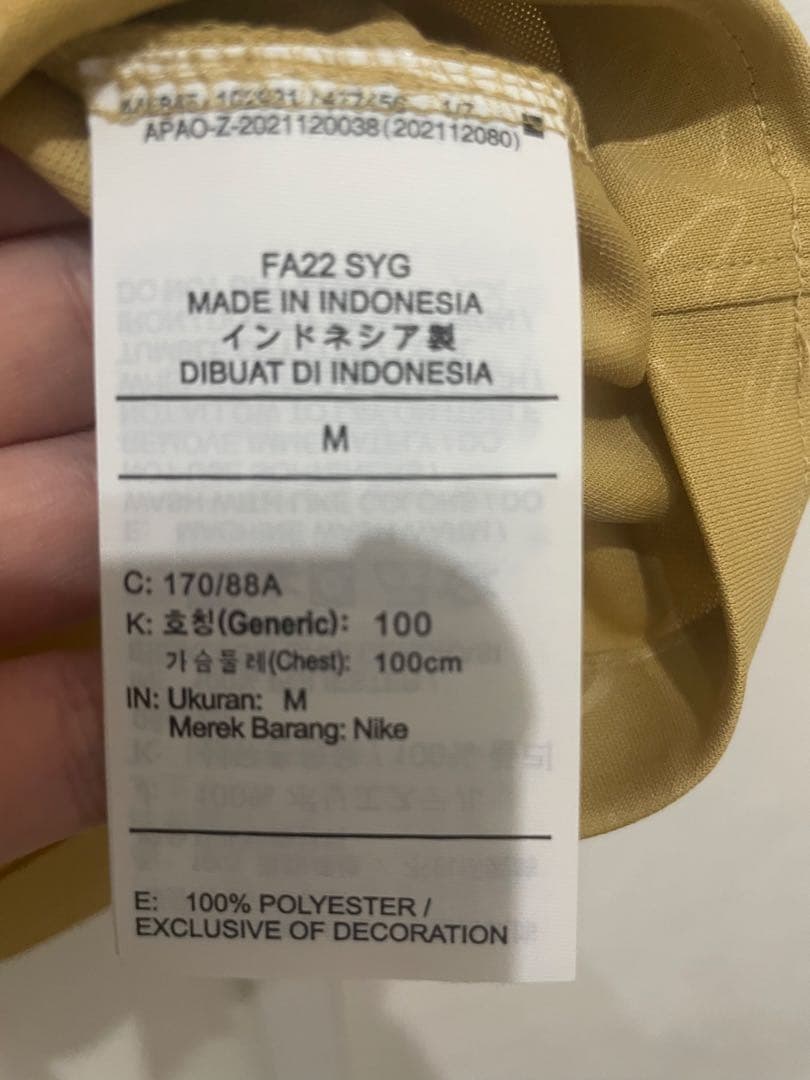 APAO-Z-2021120038(202112080)
FA22 SYG
MADE IN INDONESIA
インドネシア製
DIBUAT DI INDONESIA
M
C: 170/88A
K: 호칭(Generic): 100
가슴둘레(Chest): 100cm
IN: Ukuran: M
Merek Barang: Nike
E: 100% POLYESTER /
EXCLUSIVE OF DECORATION